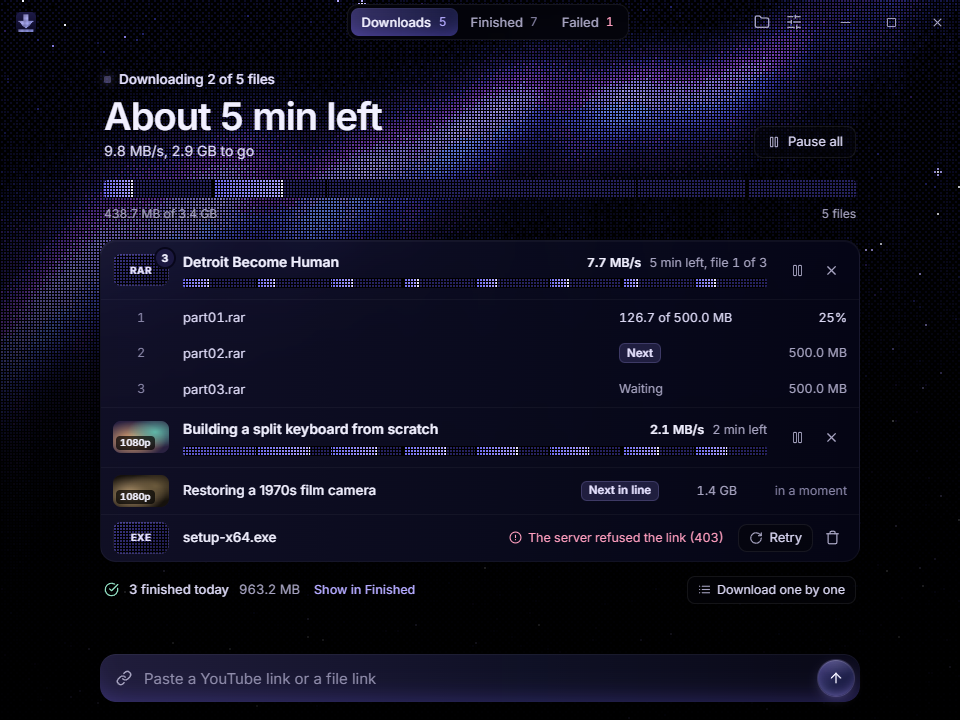 Downloads 5 Finished 7 Failed 1
Downloading 2 of 5 files
About 5 min left
9.8 MB/s, 2.9 GB to go
Pause all
438.7 MB of 3.4 GB
5 files
RAR 3
Detroit Become Human
7.7 MB/s 5 min left, file 1 of 3
1 part01.rar 126.7 of 500.0 MB 25%
2 part02.rar Next 500.0 MB
3 part03.rar Waiting 500.0 MB
1080p
Building a split keyboard from scratch
2.1 MB/s 2 min left
1080p
Restoring a 1970s film camera
Next in line 1.4 GB in a moment
EXE
setup-x64.exe
The server refused the link (403)
Retry
3 finished today 963.2 MB Show in Finished
Download one by one
Paste a YouTube link or a file link